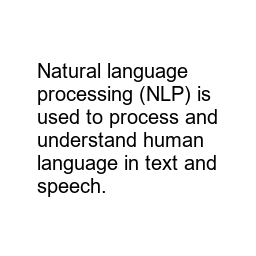 Natural language
processing (NLP) is
used to process and
understand human
language in text and
speech.